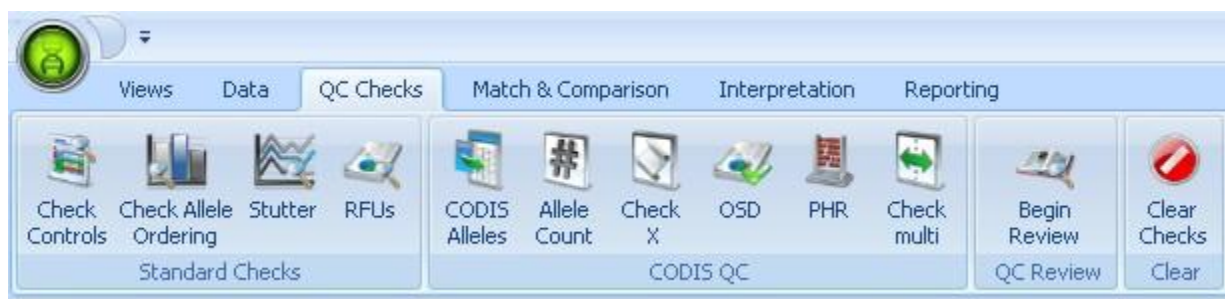 Views Data QC Checks Match & Comparison Interpretation Reporting
Check Controls Check Allele Ordering Stutter RFUs CODIS Alleles Allele Count Check X OSD PHR Check multi Begin Review Clear Checks
Standard Checks CODIS QC QC Review Clear